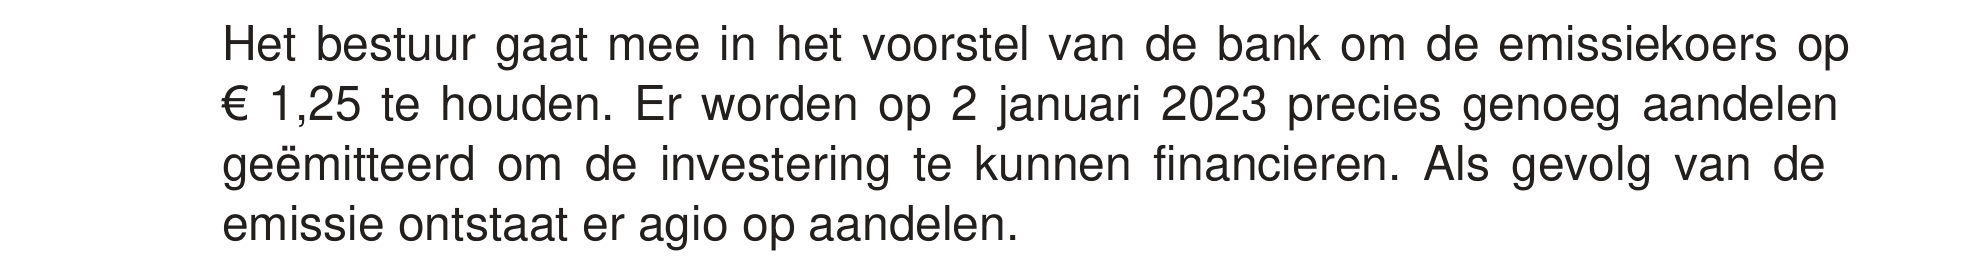 Het bestuur gaat mee in het voorstel van de bank om de emissiekoers op
€ 1,25 te houden. Er worden op 2 januari 2023 precies genoeg aandelen
geëmitteerd om de investering te kunnen financieren. Als gevolg van de
emissie ontstaat er agio op aandelen.